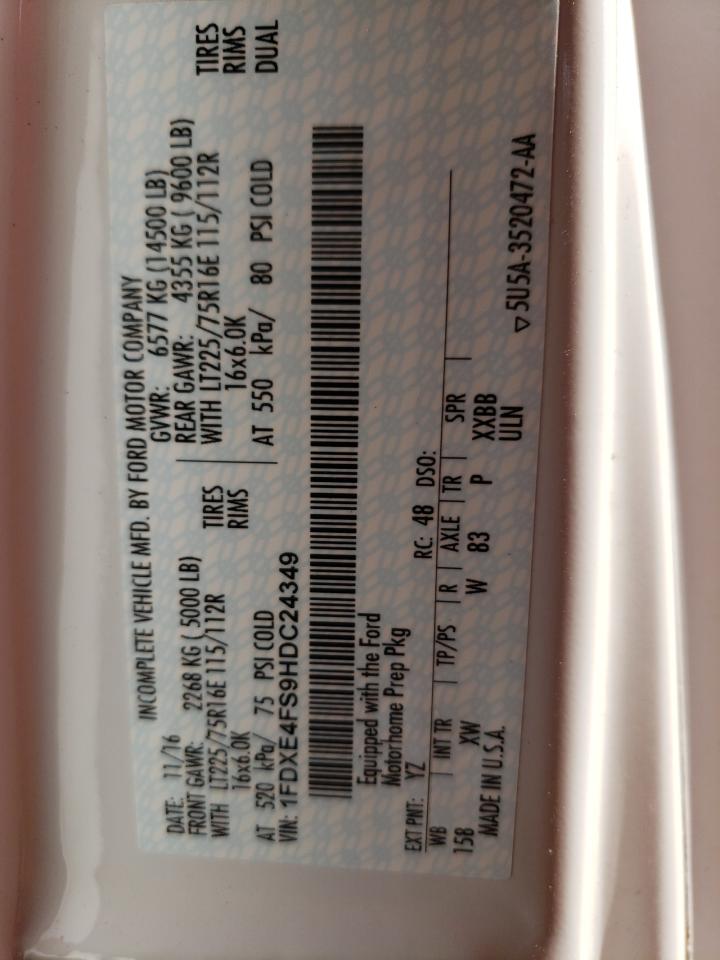 INCOMPLETE VEHICLE MFD. BY FORD MOTOR COMPANY
DATE: 11/16 GVWR: 6577 KG (14500 LB)
FRONT GAWR: 2268 KG ( 5000 LB) REAR GAWR: 4355 KG ( 9600 LB)
WITH LT225/75R16E 115/112R TIRES WITH LT225/75R16E 115/112R TIRES
16x6.0K RIMS 16x6.0K RIMS
AT 520 kPa/ 75 PSI COLD AT 550 kPa/ 80 PSI COLD DUAL
VIN: 1FDXE4FS9HDC24349
Equipped with the Ford
Motorhome Prep Pkg
EXT PNT: YZ RC: 48 DSO:
WB INT TR TP/PS R AXLE TR SPR
158 XW W 83 P XXBB
MADE IN U.S.A. ULN
▽5U5A-3520472-AA